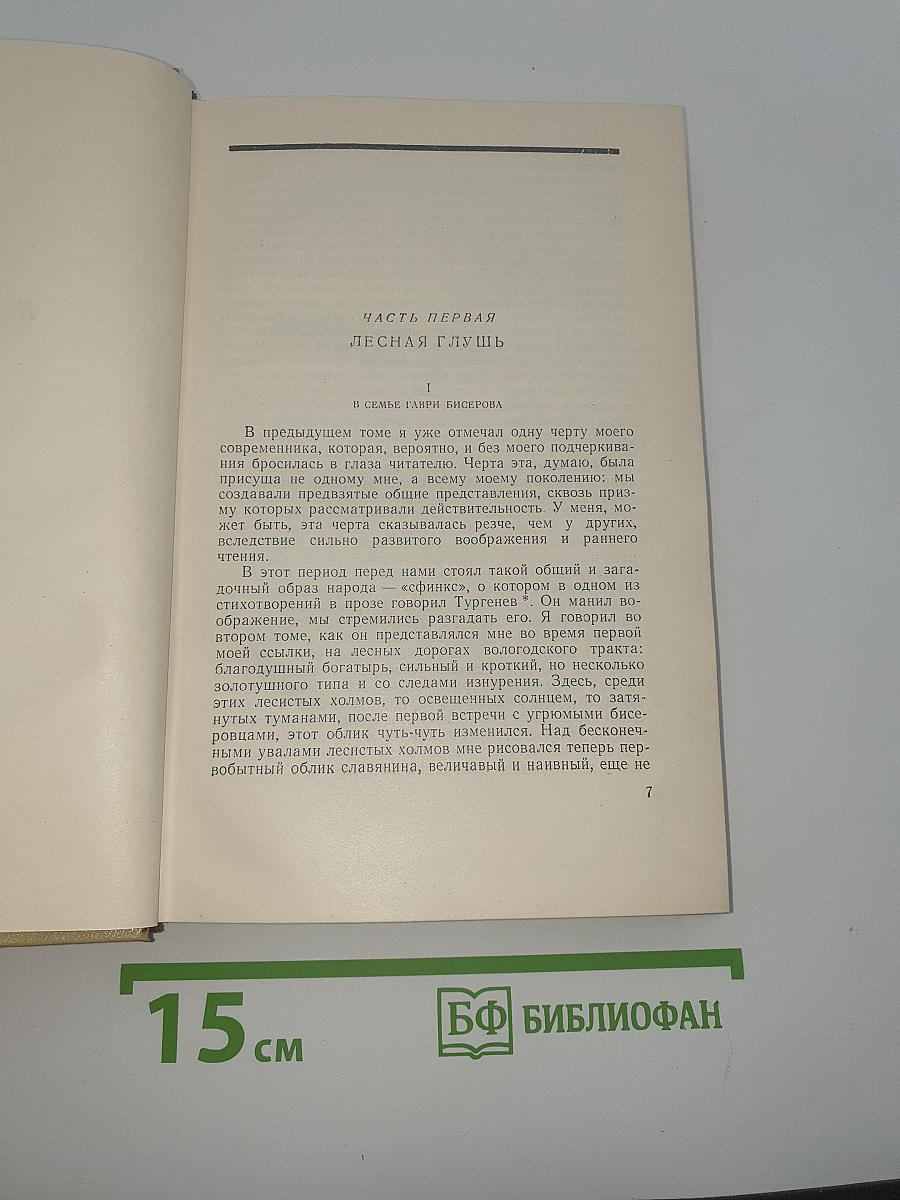 ЧАСТЬ ПЕРВАЯ
ЛЕСНАЯ ГЛУШЬ
I
В СЕМЬЕ ГАВРИ БИСЕРОВА
В предыдущем томе я уже отмечал одну черту моего
современника, которая, вероятно, и без моего подчеркива-
ния бросилась в глаза читателю. Черта эта, думаю, была
присуща не одному мне, а всему моему поколению: мы
создавали предвзятые общие представления, сквозь приз-
му которых рассматривали действительность. У меня, мо-
жет быть, эта черта сказывалась резче, чем у других,
вследствие сильно развитого воображения и раннего
чтения.
В этот период перед нами стоял такой общий и зага-
дочный образ народа — «сфинкс», о котором в одном из
стихотворений в прозе говорил Тургенев *. Он манил во-
ображение, мы стремились разгадать его. Я говорил во
втором томе, как он представлялся мне во время первой
моей ссылки, на лесных дорогах вологодского тракта:
благодушный богатырь, сильный и кроткий, но несколько
золотушного типа и со следами изнурения. Здесь, среди
этих лесистых холмов, то освещенных солнцем, то затя-
нутых туманами, после первой встречи с угрюмыми бисе-
ровцами, этот облик чуть-чуть изменился. Над бесконеч-
ными увалами лесистых холмов мне рисовался теперь пер-
вобытный облик славянина, величавый и наивный, еще не
7
15 см
БФ БИБЛИОФАН